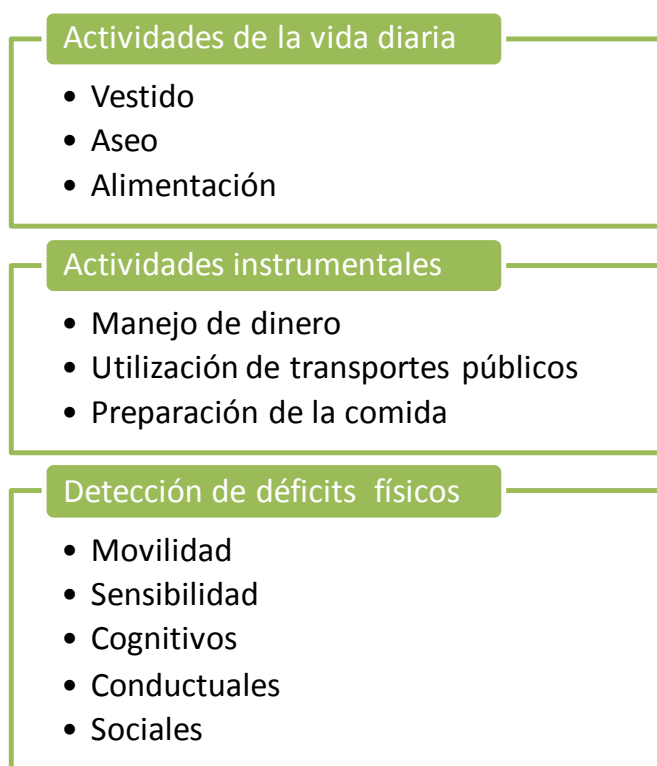 Actividades de la vida diaria
• Vestido
• Aseo
• Alimentación
Actividades instrumentales
• Manejo de dinero
• Utilización de transportes públicos
• Preparación de la comida
Detección de déficits físicos
• Movilidad
• Sensibilidad
• Cognitivos
• Conductuales
• Sociales